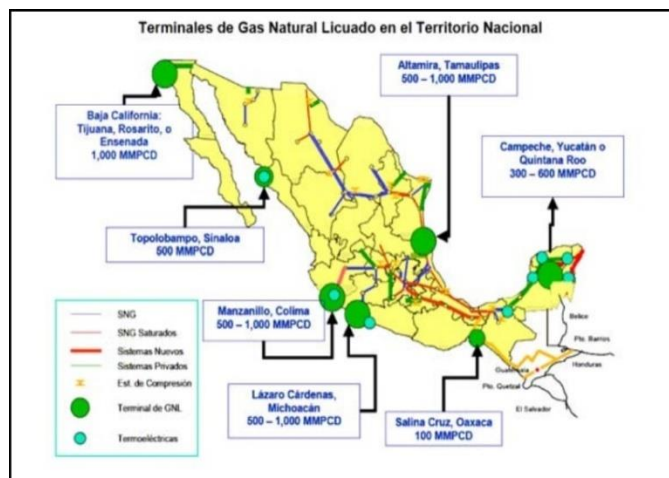 Terminales de Gas Natural Licuado en el Territorio Nacional
Altamira, Tamaulipas
500 – 1,000 MMPCD
Baja California:
Tijuana, Rosarito, o
Ensenada
1,000 MMPCD
Campeche, Yucatán o
Quintana Roo
300 – 600 MMPCD
Topolobampo, Sinaloa
500 MMPCD
Manzanillo, Colima
500 – 1,000 MMPCD
Lázaro Cárdenas,
Michoacán
500 – 1,000 MMPCD
Salina Cruz, Oaxaca
100 MMPCD
Belice
Pto. Barrios
Honduras
Guatemala
Pto. Quetzal
El Salvador
SNG
SNG Saturados
Sistemas Nuevos
Sistemas Privados
Est. de Compresión
Terminal de GNL
Termoeléctricas